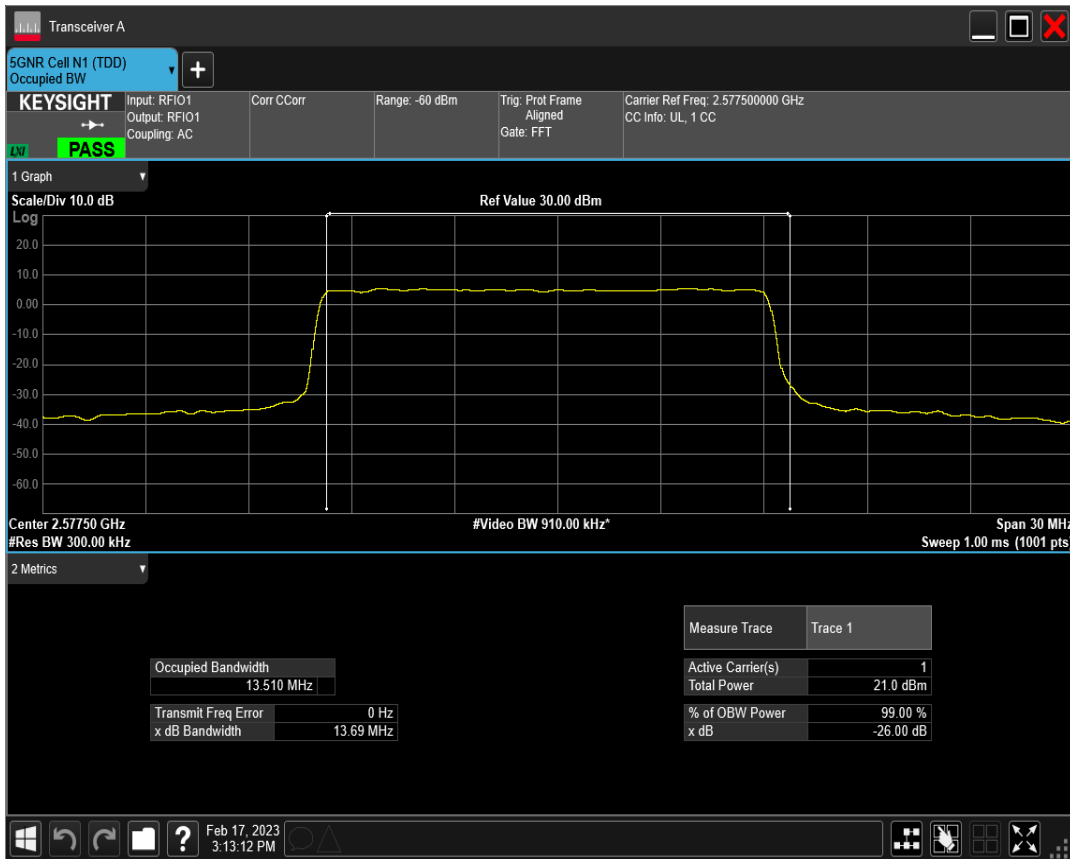 Transceiver A
5GNR Cell N1 (TDD)
Occupied BW
KEYSIGHT
LXI
PASS
Input: RFIO1
Output: RFIO1
Coupling: AC
Corr CCorr
Range: -60 dBm
Trig: Prot Frame
Aligned
Gate: FFT
Carrier Ref Freq: 2.577500000 GHz
CC Info: UL, 1 CC
1 Graph
Scale/Div 10.0 dB
Ref Value 30.00 dBm
Log
20.0
10.0
0.00
-10.0
-20.0
-30.0
-40.0
-50.0
-60.0
Center 2.57750 GHz
#Video BW 910.00 kHz*
Span 30 MHz
#Res BW 300.00 kHz
Sweep 1.00 ms (1001 pts)
2 Metrics
Measure Trace Trace 1
Occupied Bandwidth
13.510 MHz
Active Carrier(s) 1
Total Power 21.0 dBm
Transmit Freq Error 0 Hz
x dB Bandwidth 13.69 MHz
% of OBW Power 99.00 %
x dB -26.00 dB
?
Feb 17, 2023
3:13:12 PM